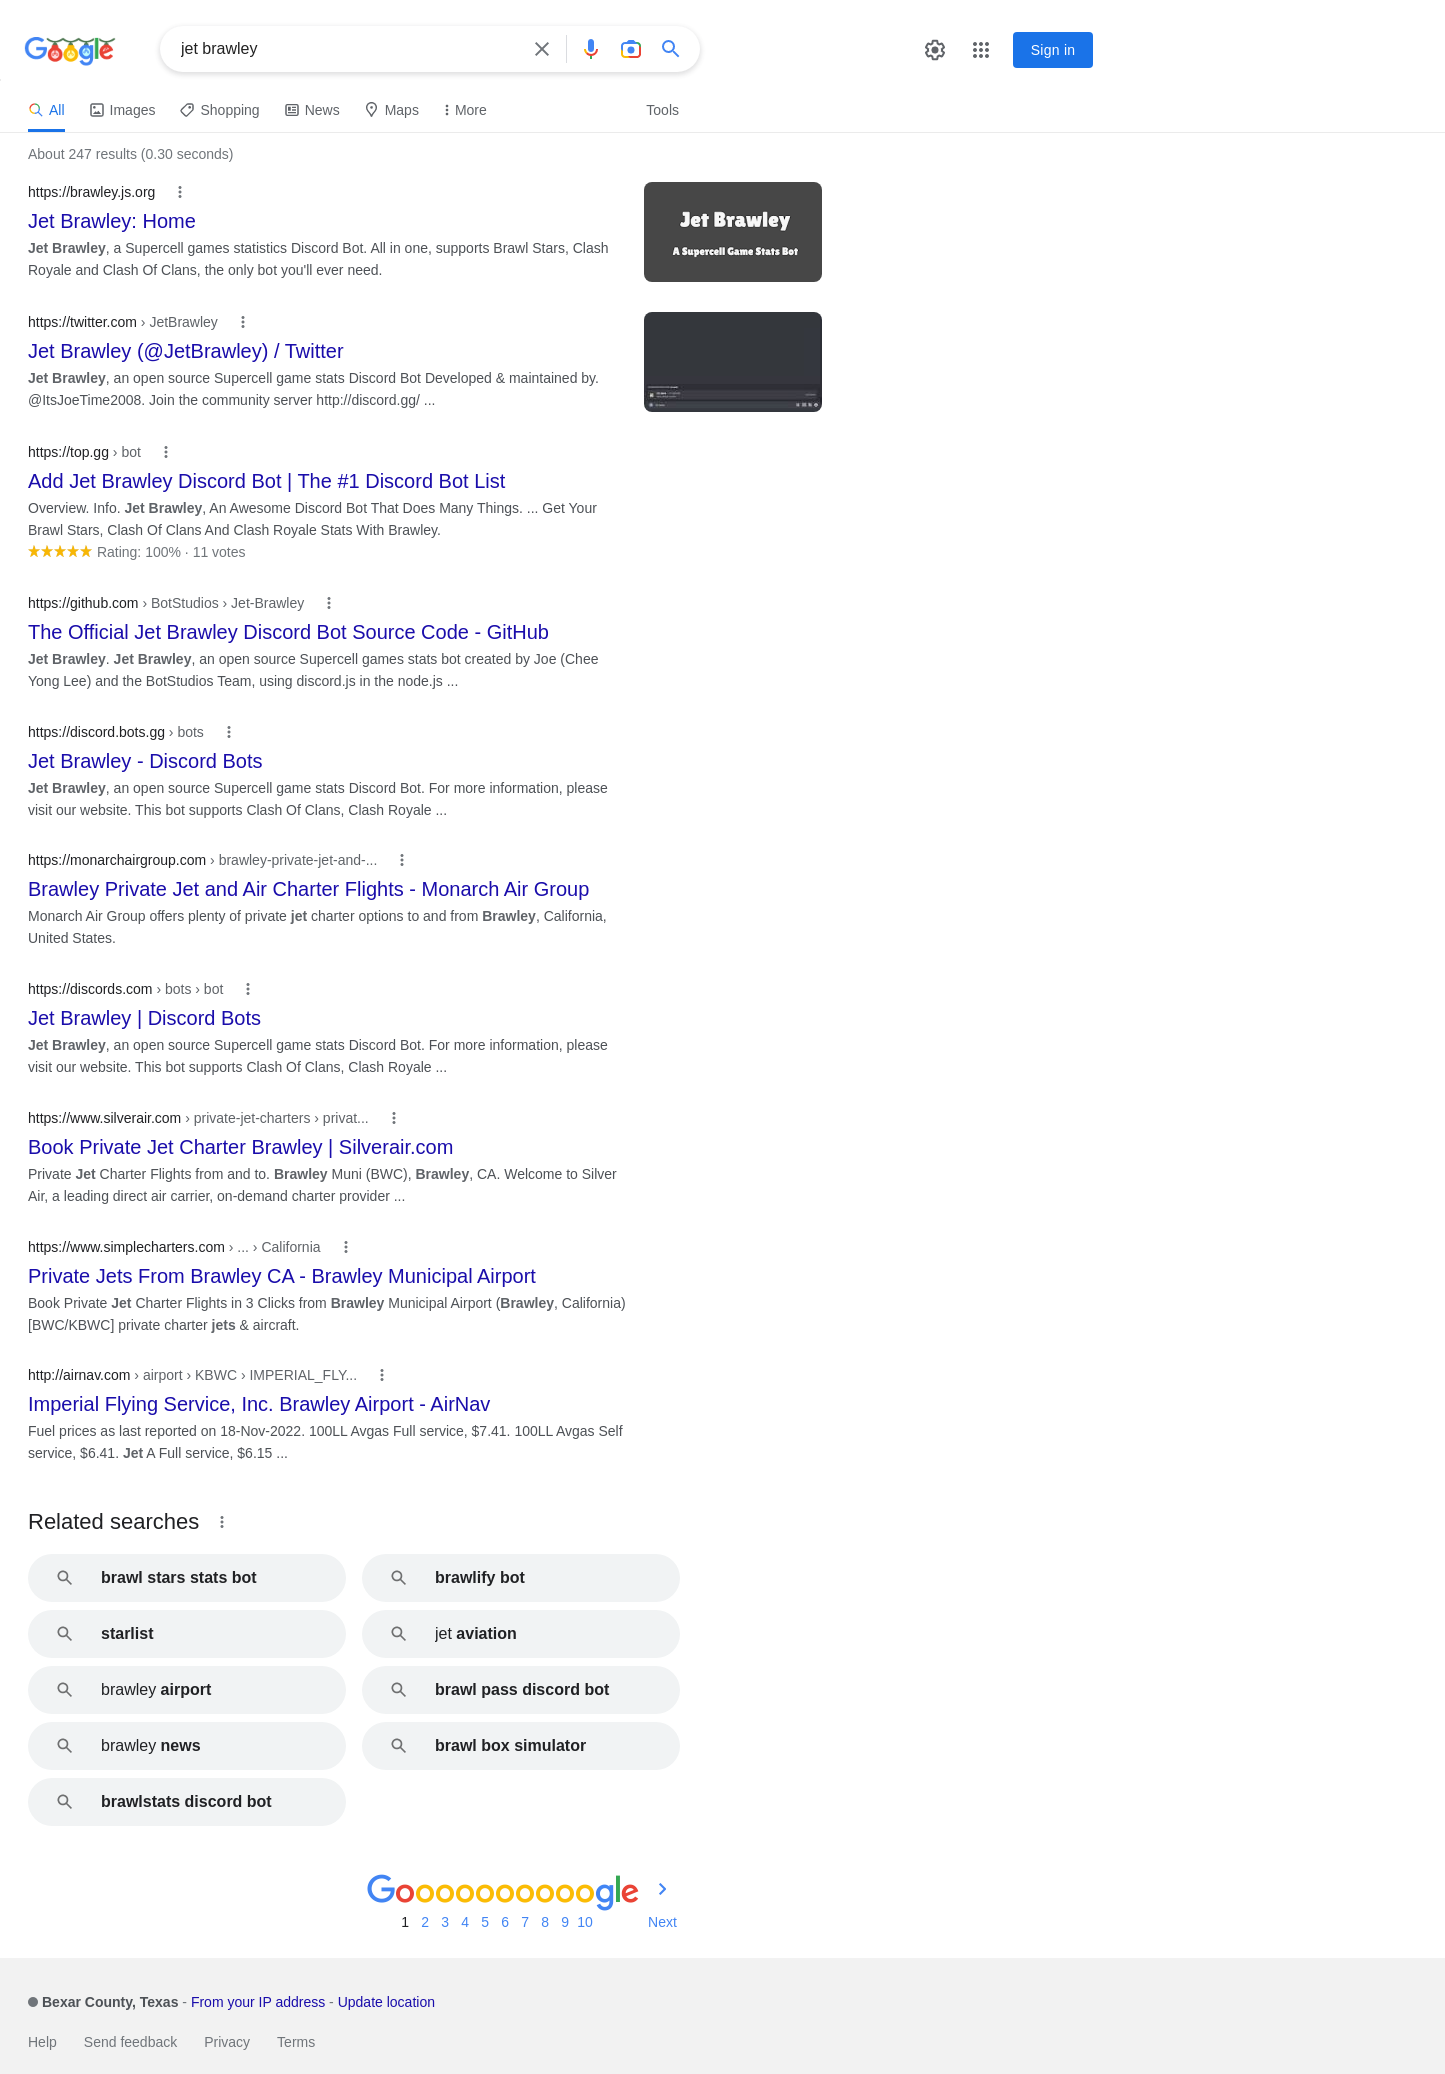 Google
jet brawley
Sign in
All Images Shopping News Maps More Tools
About 247 results (0.30 seconds)
https://brawley.js.org
Jet Brawley: Home
Jet Brawley, a Supercell games statistics Discord Bot. All in one, supports Brawl Stars, Clash
Royale and Clash Of Clans, the only bot you'll ever need.
Jet Brawley
A Supercell Game Stats Bot
https://twitter.com › JetBrawley
Jet Brawley (@JetBrawley) / Twitter
Jet Brawley, an open source Supercell game stats Discord Bot Developed & maintained by.
@ItsJoeTime2008. Join the community server http://discord.gg/ ...
https://top.gg › bot
Add Jet Brawley Discord Bot | The #1 Discord Bot List
Overview. Info. Jet Brawley, An Awesome Discord Bot That Does Many Things. ... Get Your
Brawl Stars, Clash Of Clans And Clash Royale Stats With Brawley.
Rating: 100% · 11 votes
https://github.com › BotStudios › Jet-Brawley
The Official Jet Brawley Discord Bot Source Code - GitHub
Jet Brawley. Jet Brawley, an open source Supercell games stats bot created by Joe (Chee
Yong Lee) and the BotStudios Team, using discord.js in the node.js ...
https://discord.bots.gg › bots
Jet Brawley - Discord Bots
Jet Brawley, an open source Supercell game stats Discord Bot. For more information, please
visit our website. This bot supports Clash Of Clans, Clash Royale ...
https://monarchairgroup.com › brawley-private-jet-and-...
Brawley Private Jet and Air Charter Flights - Monarch Air Group
Monarch Air Group offers plenty of private jet charter options to and from Brawley, California,
United States.
https://discords.com › bots › bot
Jet Brawley | Discord Bots
Jet Brawley, an open source Supercell game stats Discord Bot. For more information, please
visit our website. This bot supports Clash Of Clans, Clash Royale ...
https://www.silverair.com › private-jet-charters › privat...
Book Private Jet Charter Brawley | Silverair.com
Private Jet Charter Flights from and to. Brawley Muni (BWC), Brawley, CA. Welcome to Silver
Air, a leading direct air carrier, on-demand charter provider ...
https://www.simplecharters.com › ... › California
Private Jets From Brawley CA - Brawley Municipal Airport
Book Private Jet Charter Flights in 3 Clicks from Brawley Municipal Airport (Brawley, California)
[BWC/KBWC] private charter jets & aircraft.
http://airnav.com › airport › KBWC › IMPERIAL_FLY...
Imperial Flying Service, Inc. Brawley Airport - AirNav
Fuel prices as last reported on 18-Nov-2022. 100LL Avgas Full service, $7.41. 100LL Avgas Self
service, $6.41. Jet A Full service, $6.15 ...
Related searches
brawl stars stats bot
brawlify bot
starlist
jet aviation
brawley airport
brawl pass discord bot
brawley news
brawl box simulator
brawlstats discord bot
Goooooooooogle
1 2 3 4 5 6 7 8 9 10 Next
Bexar County, Texas - From your IP address - Update location
Help Send feedback Privacy Terms